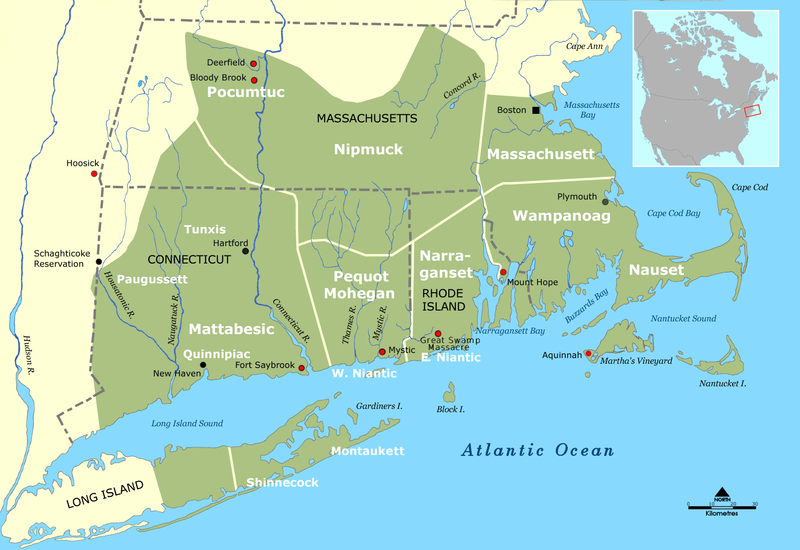 Cape Ann
Deerfield
Bloody Brook
Pocumtuc
Concord R.
MASSACHUSETTS
Boston
Massachusetts
Bay
Nipmuck
Massachusett
Hoosick
Plymouth
Cape Cod
Wampanoag
Cape Cod Bay
Tunxis
Hartford
Schaghticoke
Reservation
CONNECTICUT
Narra-
ganset
Nauset
Paugussett
Pequot
Mohegan
Mount Hope
RHODE
ISLAND
Housatonic R.
Naugatuck R.
Connecticut R.
Thames R.
Mystic R.
Buzzards Bay
Nantucket Sound
Mattabesic
Narragansett Bay
Hudson R.
Great Swamp
Massacre
Quinnipiac
Mystic
E. Niantic
Aquinnah
Martha's Vineyard
New Haven
Fort Saybrook
W. Niantic
Nantucket I.
Gardiners I.
Block I.
Long Island Sound
Montaukett
Atlantic Ocean
Shinnecock
LONG ISLAND
NORTH
0 10 20 30
Kilometres